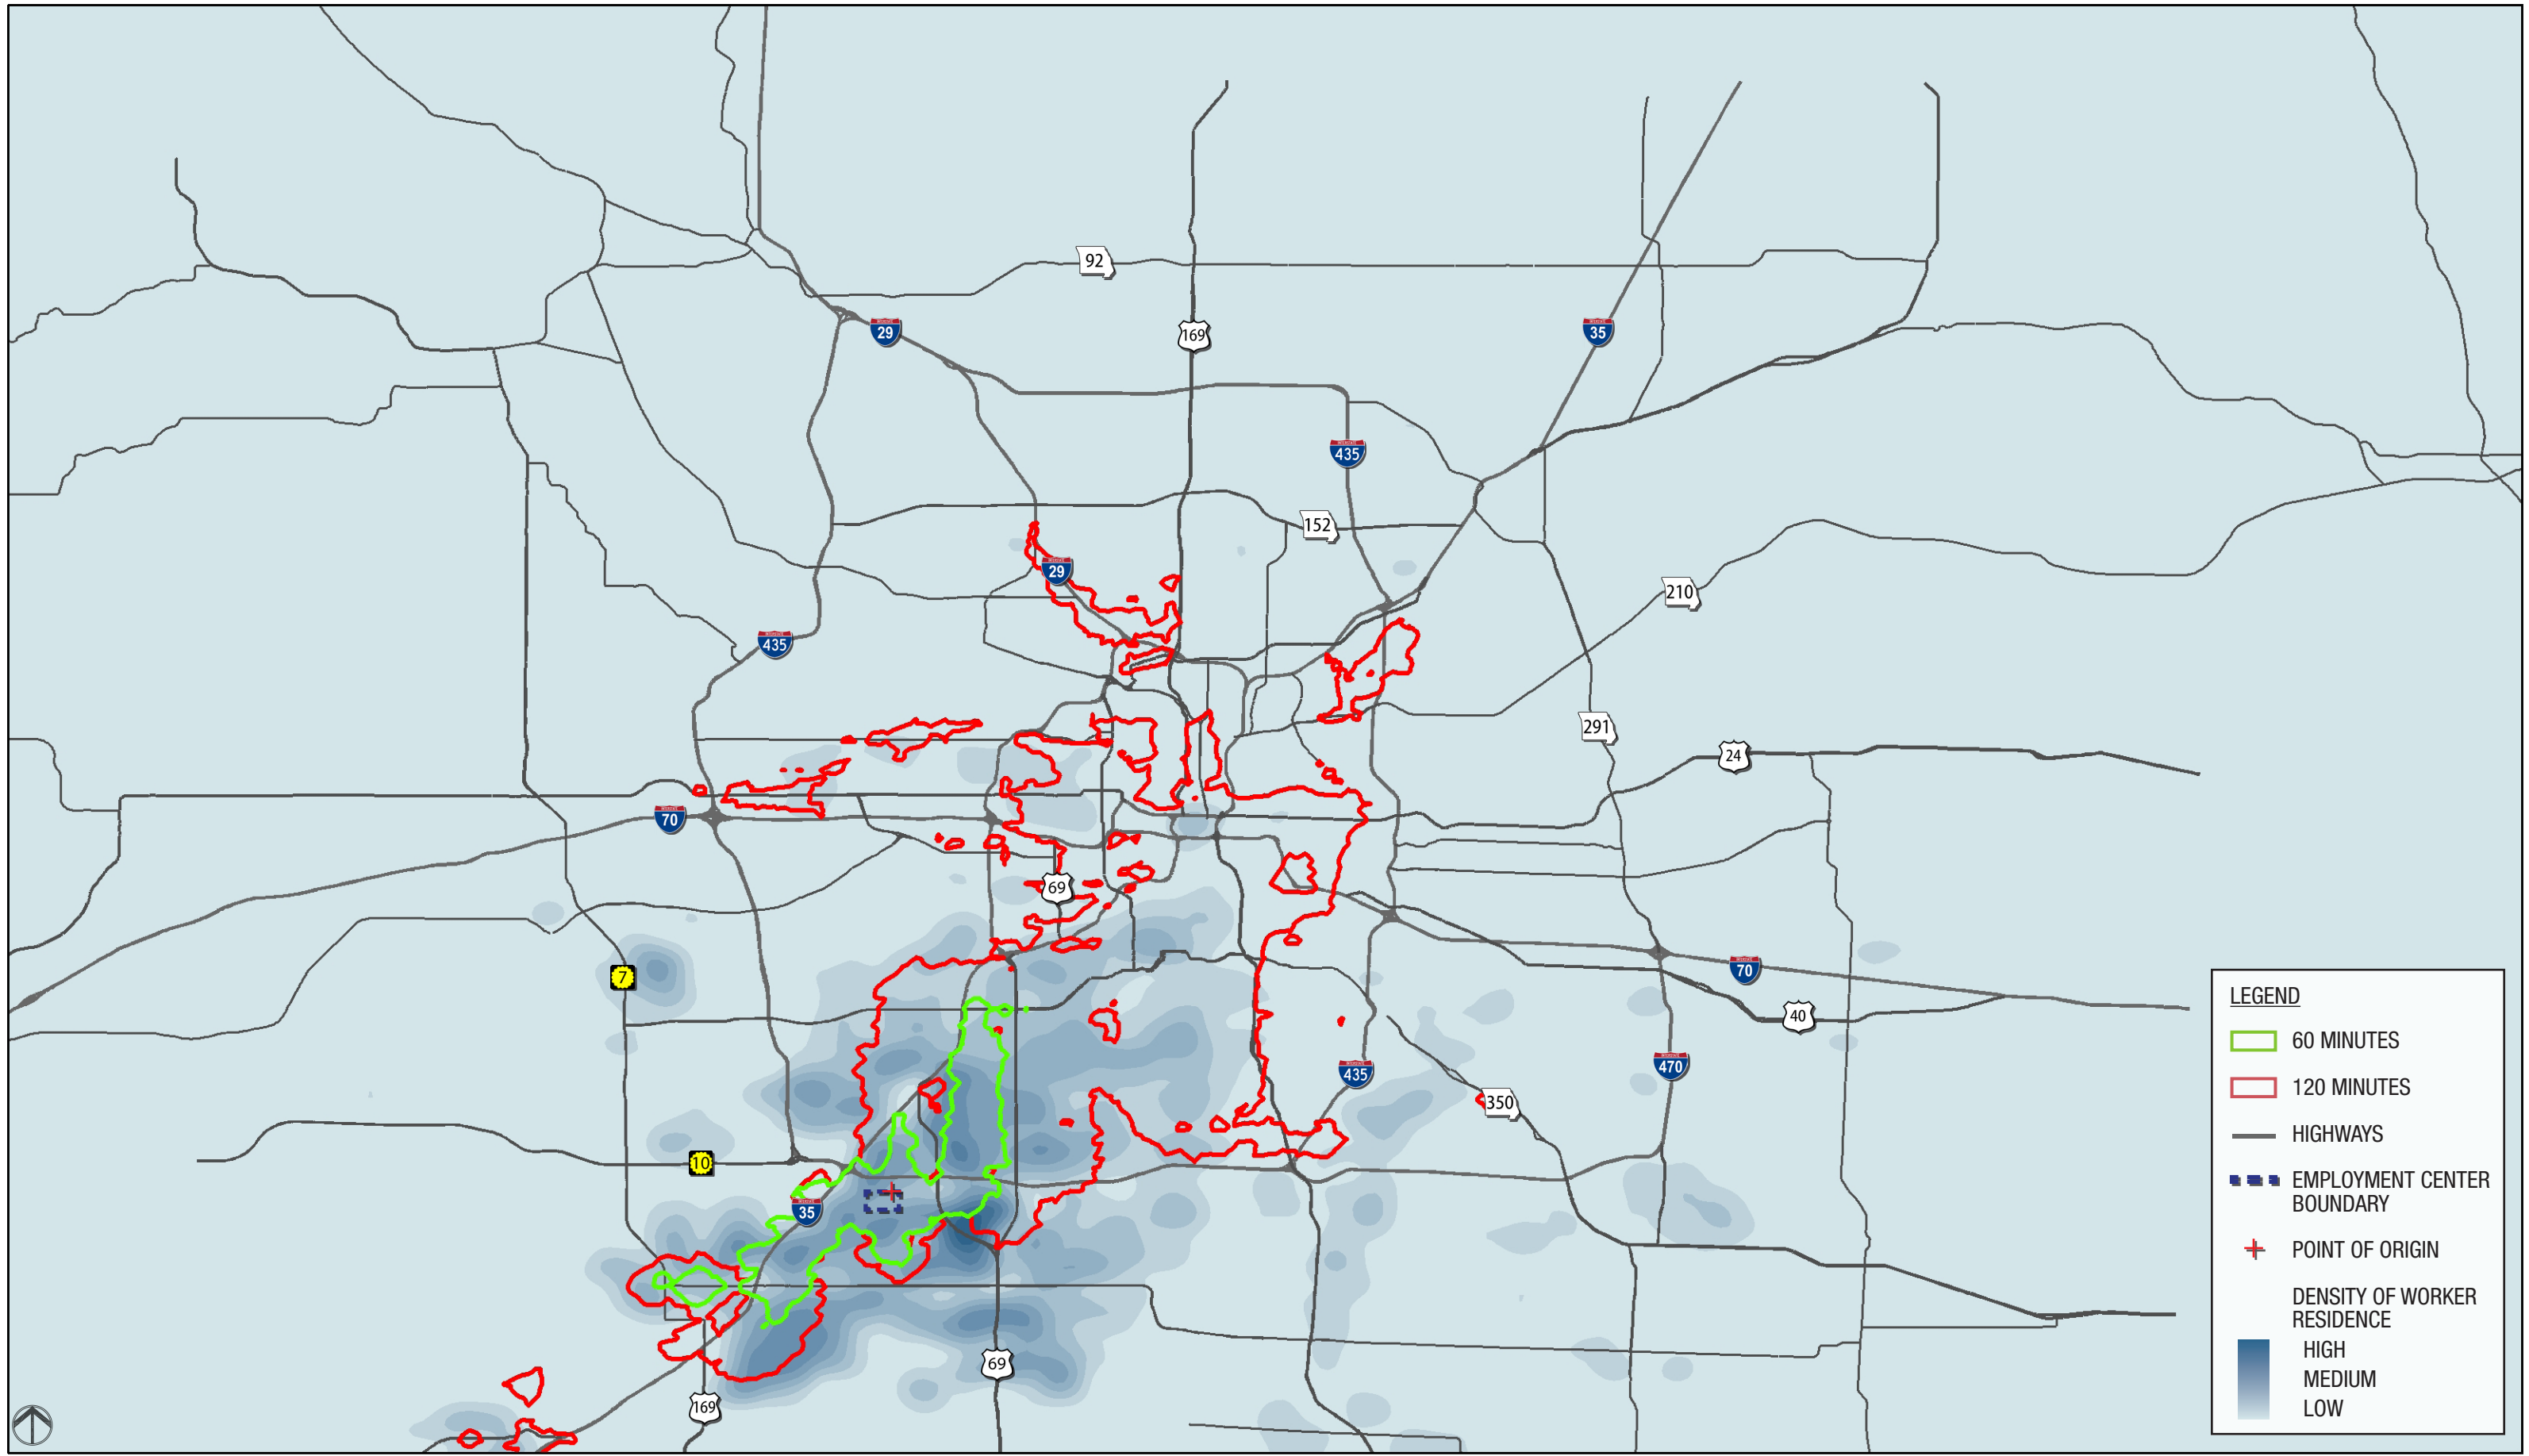 92
29
169
35
435
152
29
210
435
291
24
70
69
7
70
40
435
470
350
10
35
69
169
LEGEND
60 MINUTES
120 MINUTES
HIGHWAYS
EMPLOYMENT CENTER
BOUNDARY
POINT OF ORIGIN
DENSITY OF WORKER
RESIDENCE
HIGH
MEDIUM
LOW